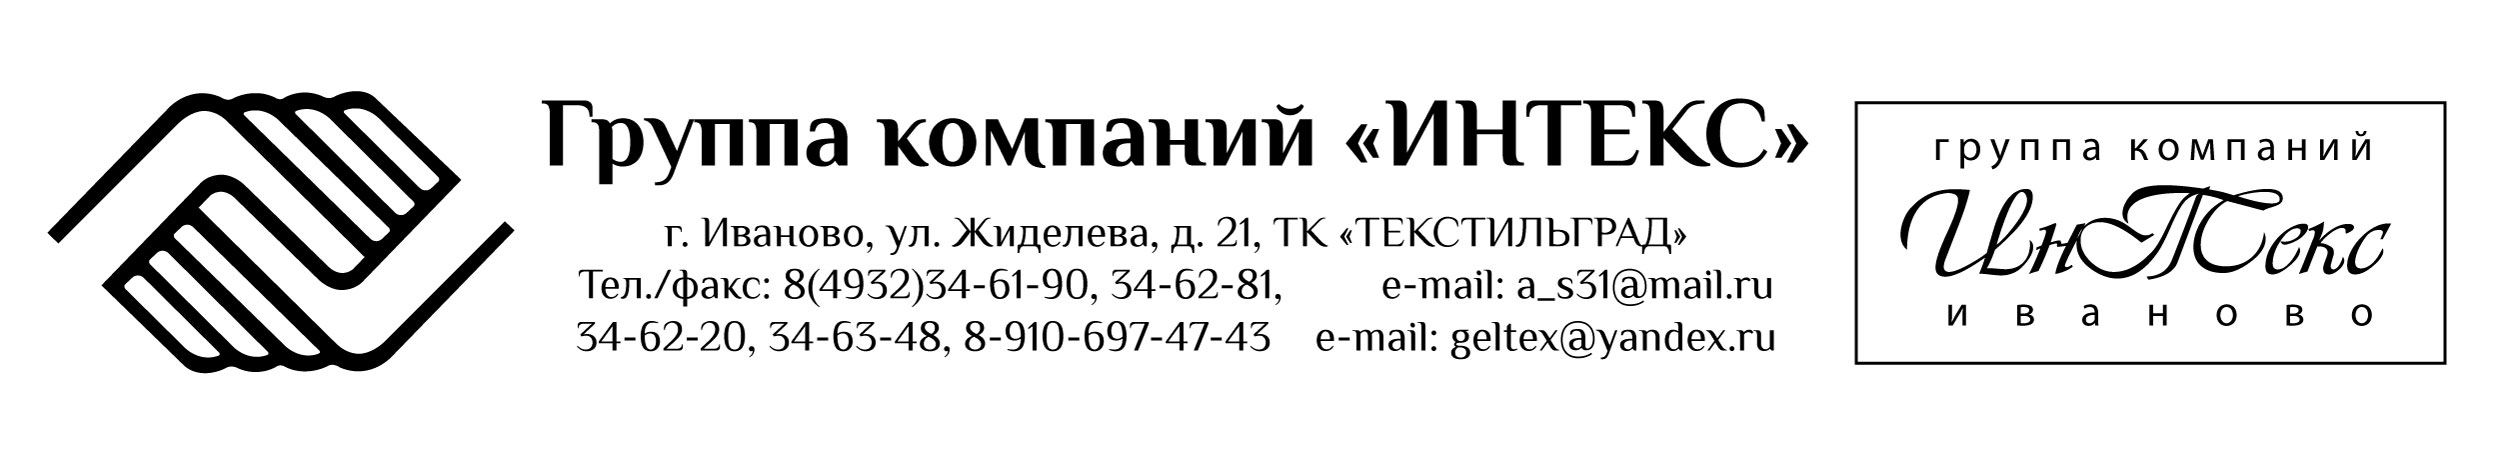 Группа компаний «ИНТЕКС»
г. Иваново, ул. Жиделева, д. 21, ТК «ТЕКСТИЛЬГРАД»
Тел./факс: 8(4932)34-61-90, 34-62-81, e-mail: a_s31@mail.ru
34-62-20, 34-63-48, 8-910-697-47-43 e-mail: geltex@yandex.ru
группа компаний
ИнТекс
иваново